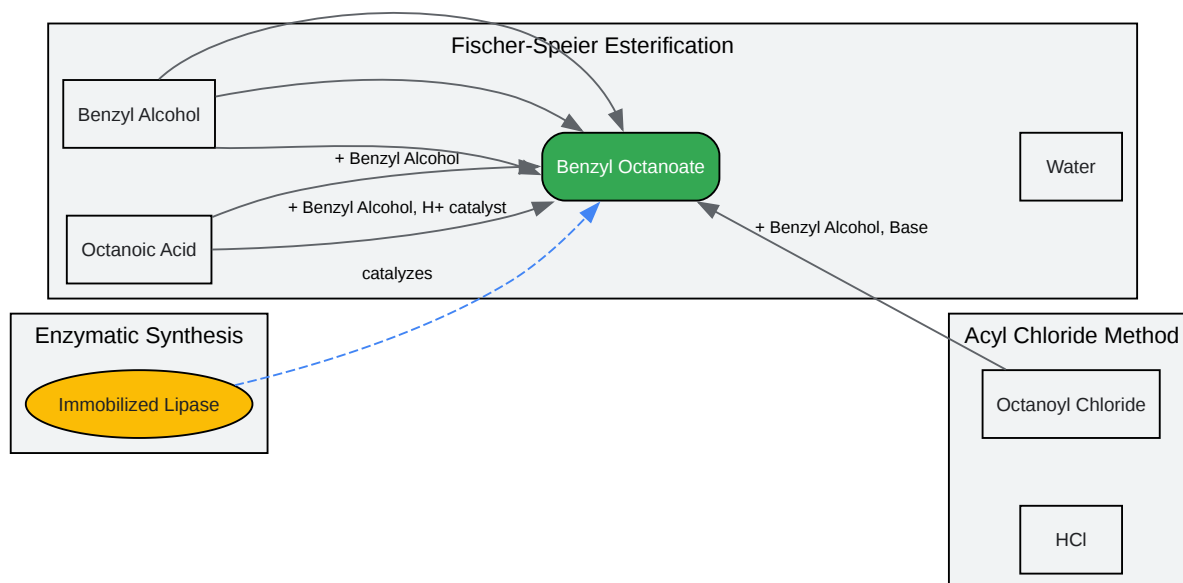 Fischer-Speier Esterification
Benzyl Alcohol
+ Benzyl Alcohol
Benzyl Octanoate
Water
+ Benzyl Alcohol, H+ catalyst
+ Benzyl Alcohol, Base
Octanoic Acid
catalyzes
Enzymatic Synthesis
Acyl Chloride Method
Immobilized Lipase
Octanoyl Chloride
HCl